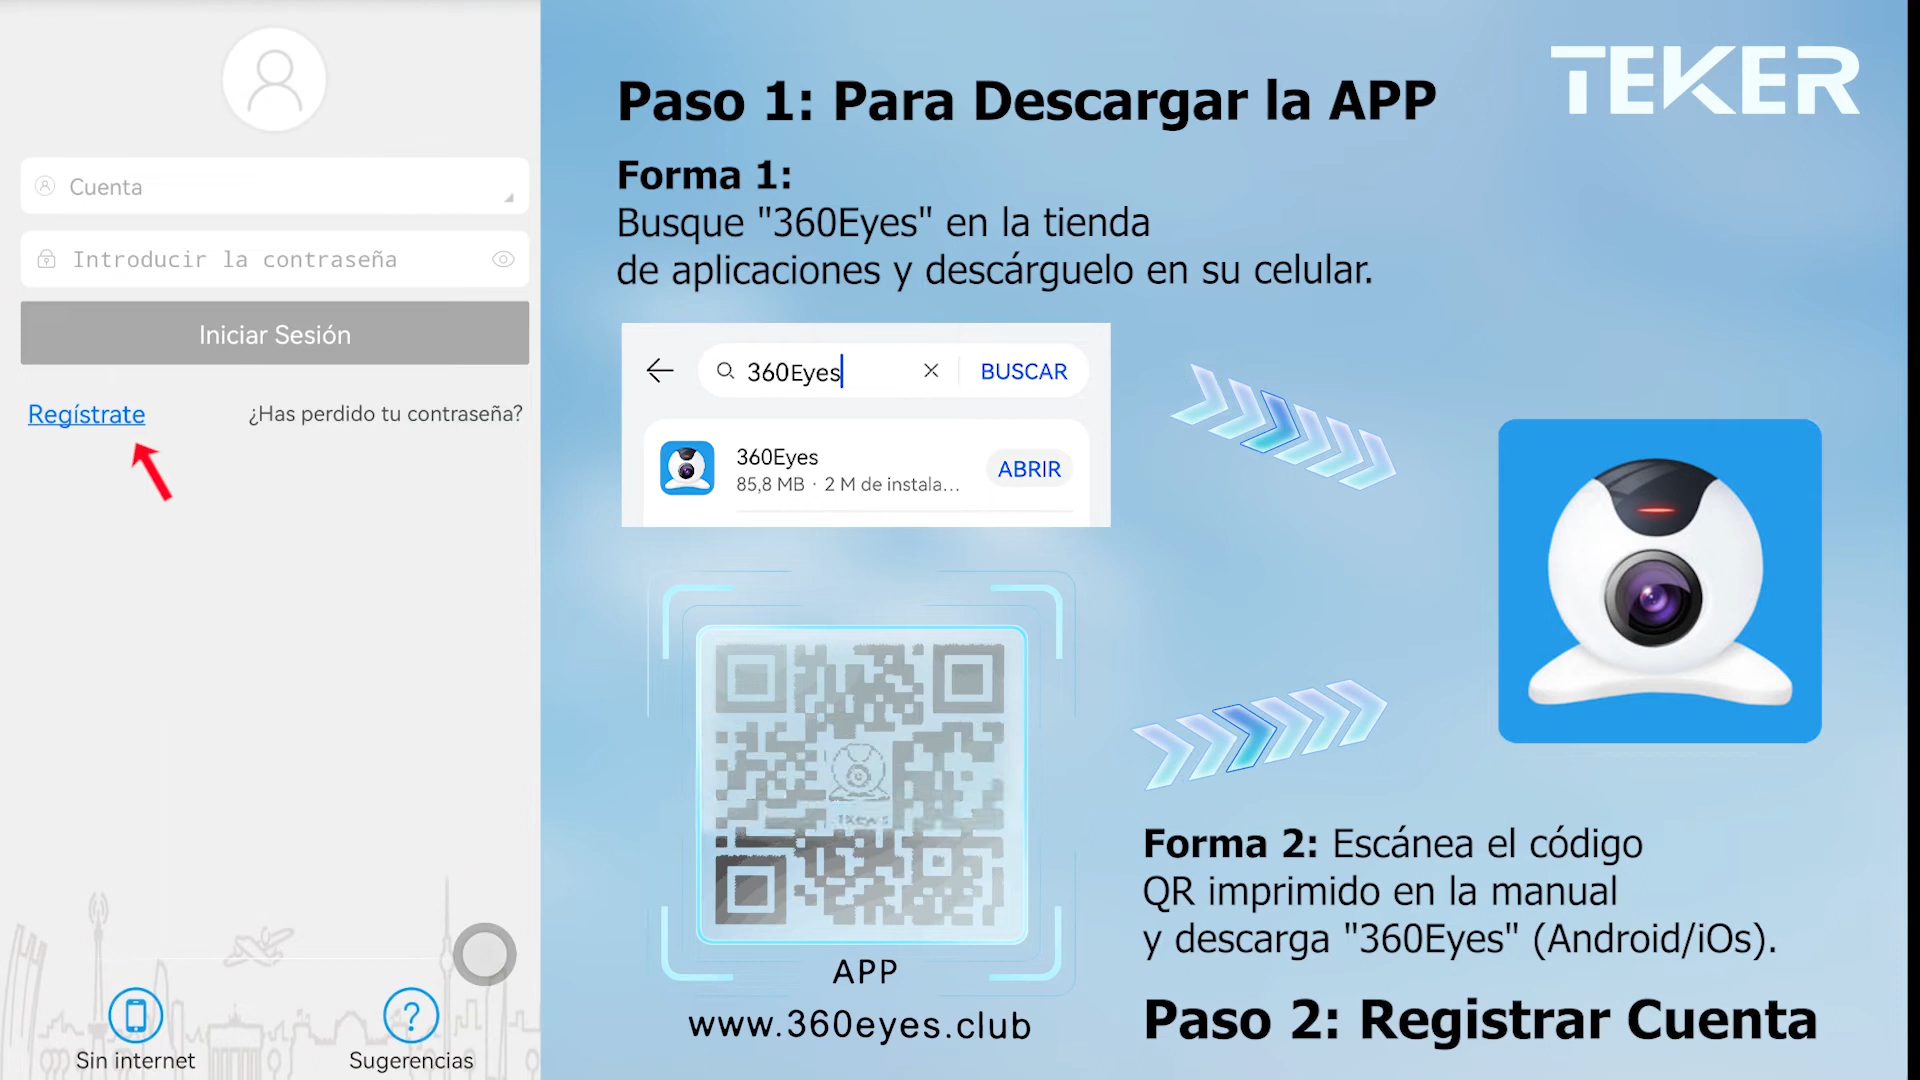 Cuenta
Introducir la contraseña
Iniciar Sesión
Regístrate
¿Has perdido tu contraseña?
Sin internet
Sugerencias
TEKER
Paso 1: Para Descargar la APP
Forma 1:
Busque "360Eyes" en la tienda
de aplicaciones y descárguelo en su celular.
360Eyes
BUSCAR
360Eyes
85,8 MB · 2 M de instala...
ABRIR
APP
www.360eyes.club
Forma 2: Escánea el código
QR imprimido en la manual
y descarga "360Eyes" (Android/iOs).
Paso 2: Registrar Cuenta